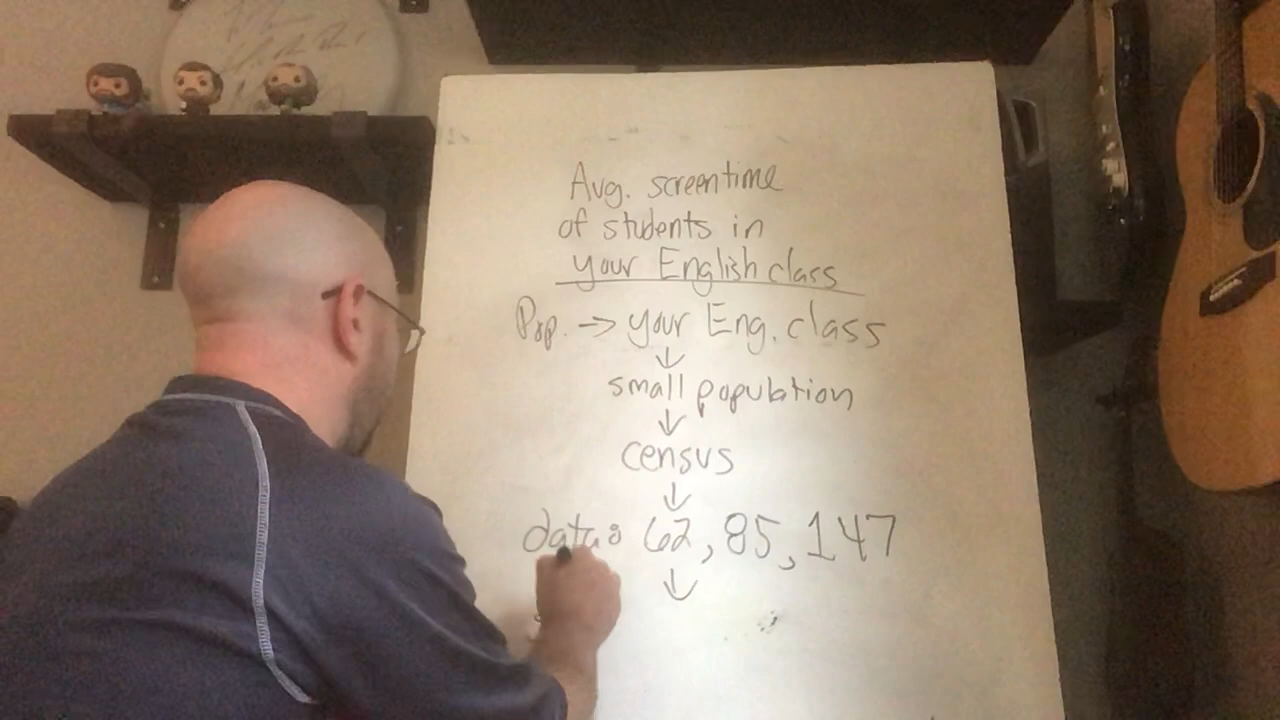 Avg. screentime
of students in
your English class
Pop. → your Eng. class
↓
small population
↓
census
↓
data: 62, 85, 147
↓